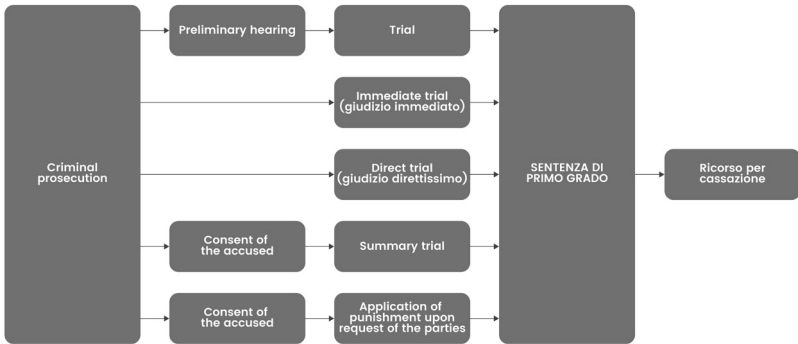 Criminal
prosecution
Preliminary hearing
Trial
Immediate trial
(giudizio immediato)
Direct trial
(giudizio direttissimo)
Consent of
the accused
Summary trial
Consent of
the accused
Application of
punishment upon
request of the parties
SENTENZA DI
PRIMO GRADO
Ricorso per
cassazione